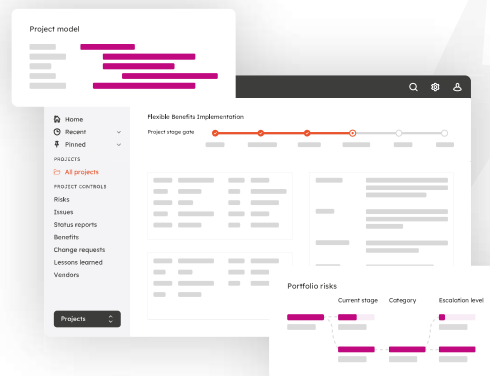 Project model
Home
Recent
Pinned
PROJECTS
All projects
PROJECT CONTROLS
Risks
Issues
Status reports
Benefits
Change requests
Lessons learned
Vendors
Projects
Flexible Benefits Implementation
Project stage gate
Portfolio risks
Current stage Category Escalation level